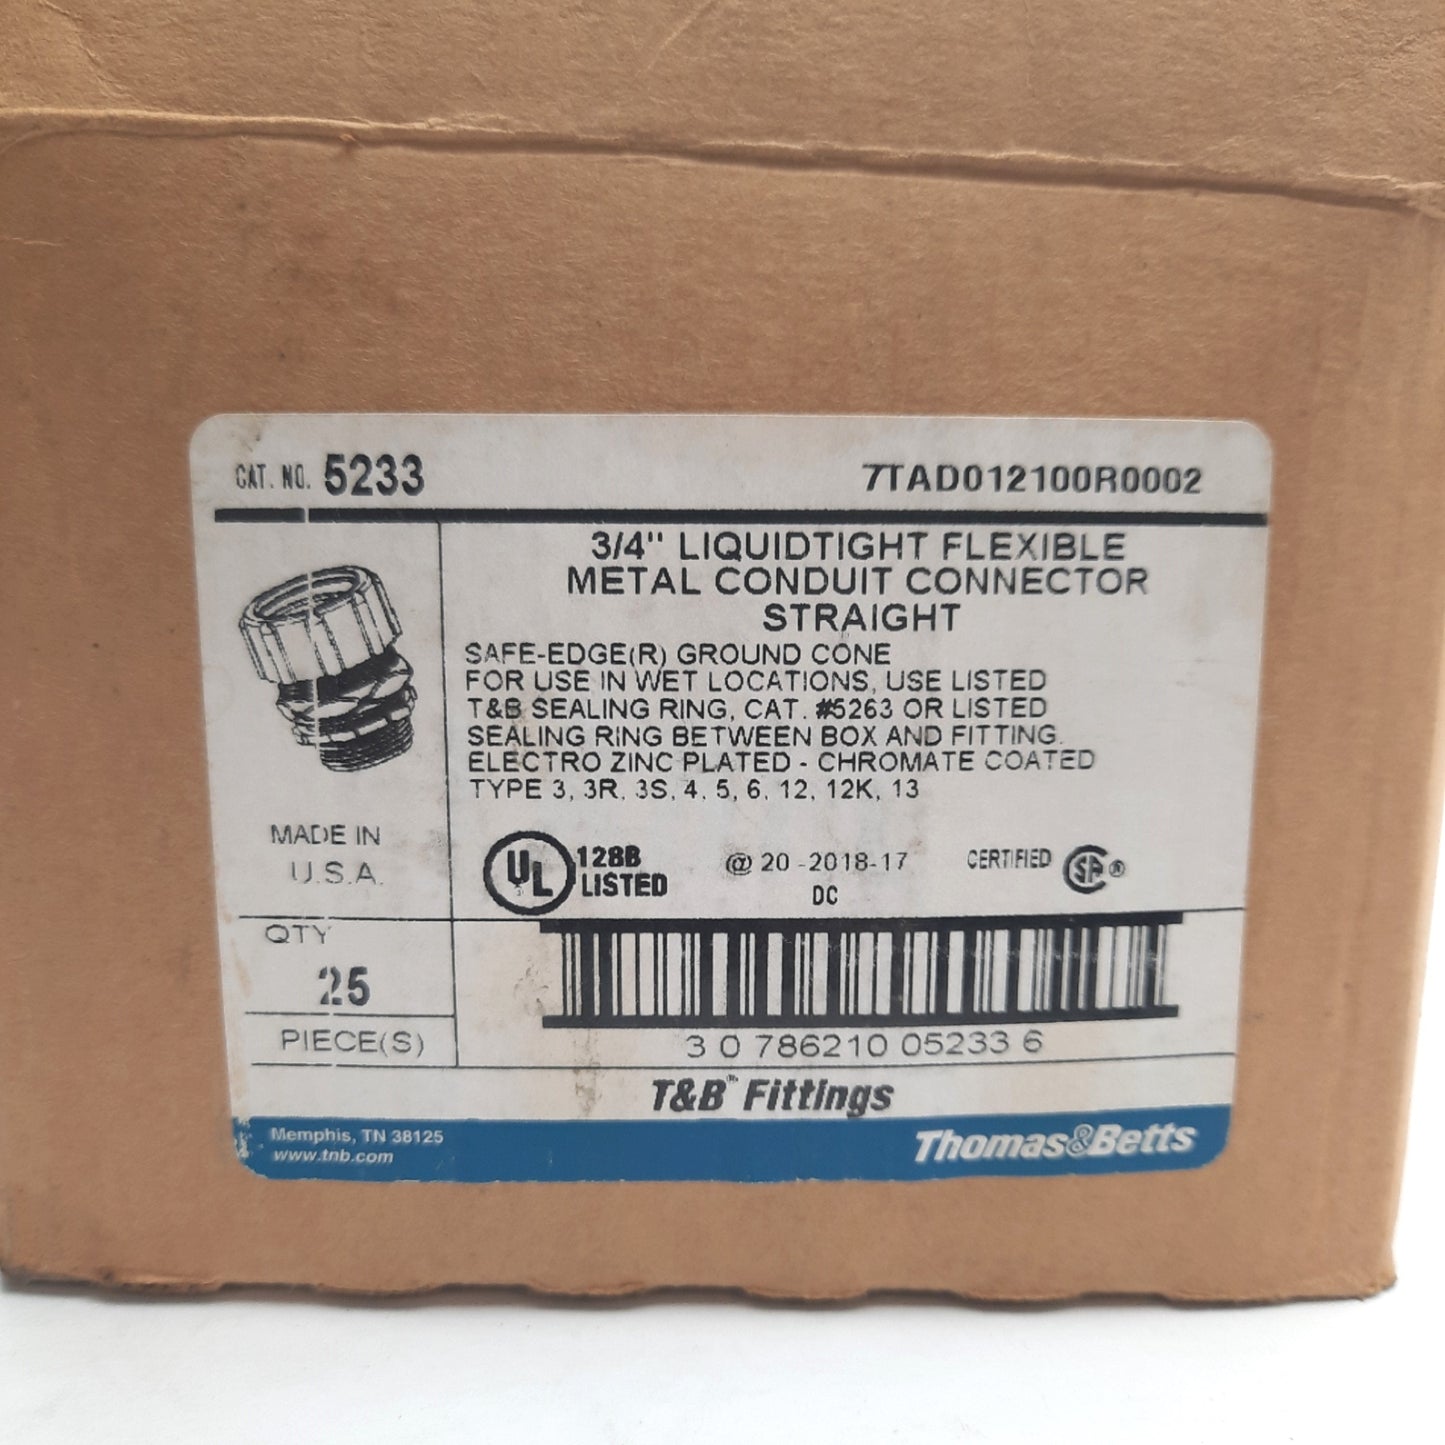 CAT. NO. 5233
7TAD012100R0002
3/4" LIQUIDTIGHT FLEXIBLE
METAL CONDUIT CONNECTOR
STRAIGHT
SAFE-EDGE(R) GROUND CONE
FOR USE IN WET LOCATIONS, USE LISTED
T&B SEALING RING, CAT. #5263 OR LISTED
SEALING RING BETWEEN BOX AND FITTING.
ELECTRO ZINC PLATED - CHROMATE COATED
TYPE 3, 3R, 3S, 4, 5, 6, 12, 12K, 13
MADE IN
U.S.A.
UL 128B
LISTED
@ 20 -2018-17
DC
CERTIFIED SA ®
QTY
25
PIECE(S)
3 0 786210 05233 6
T&B™ Fittings
Memphis, TN 38125
www.tnb.com
Thomas&Betts